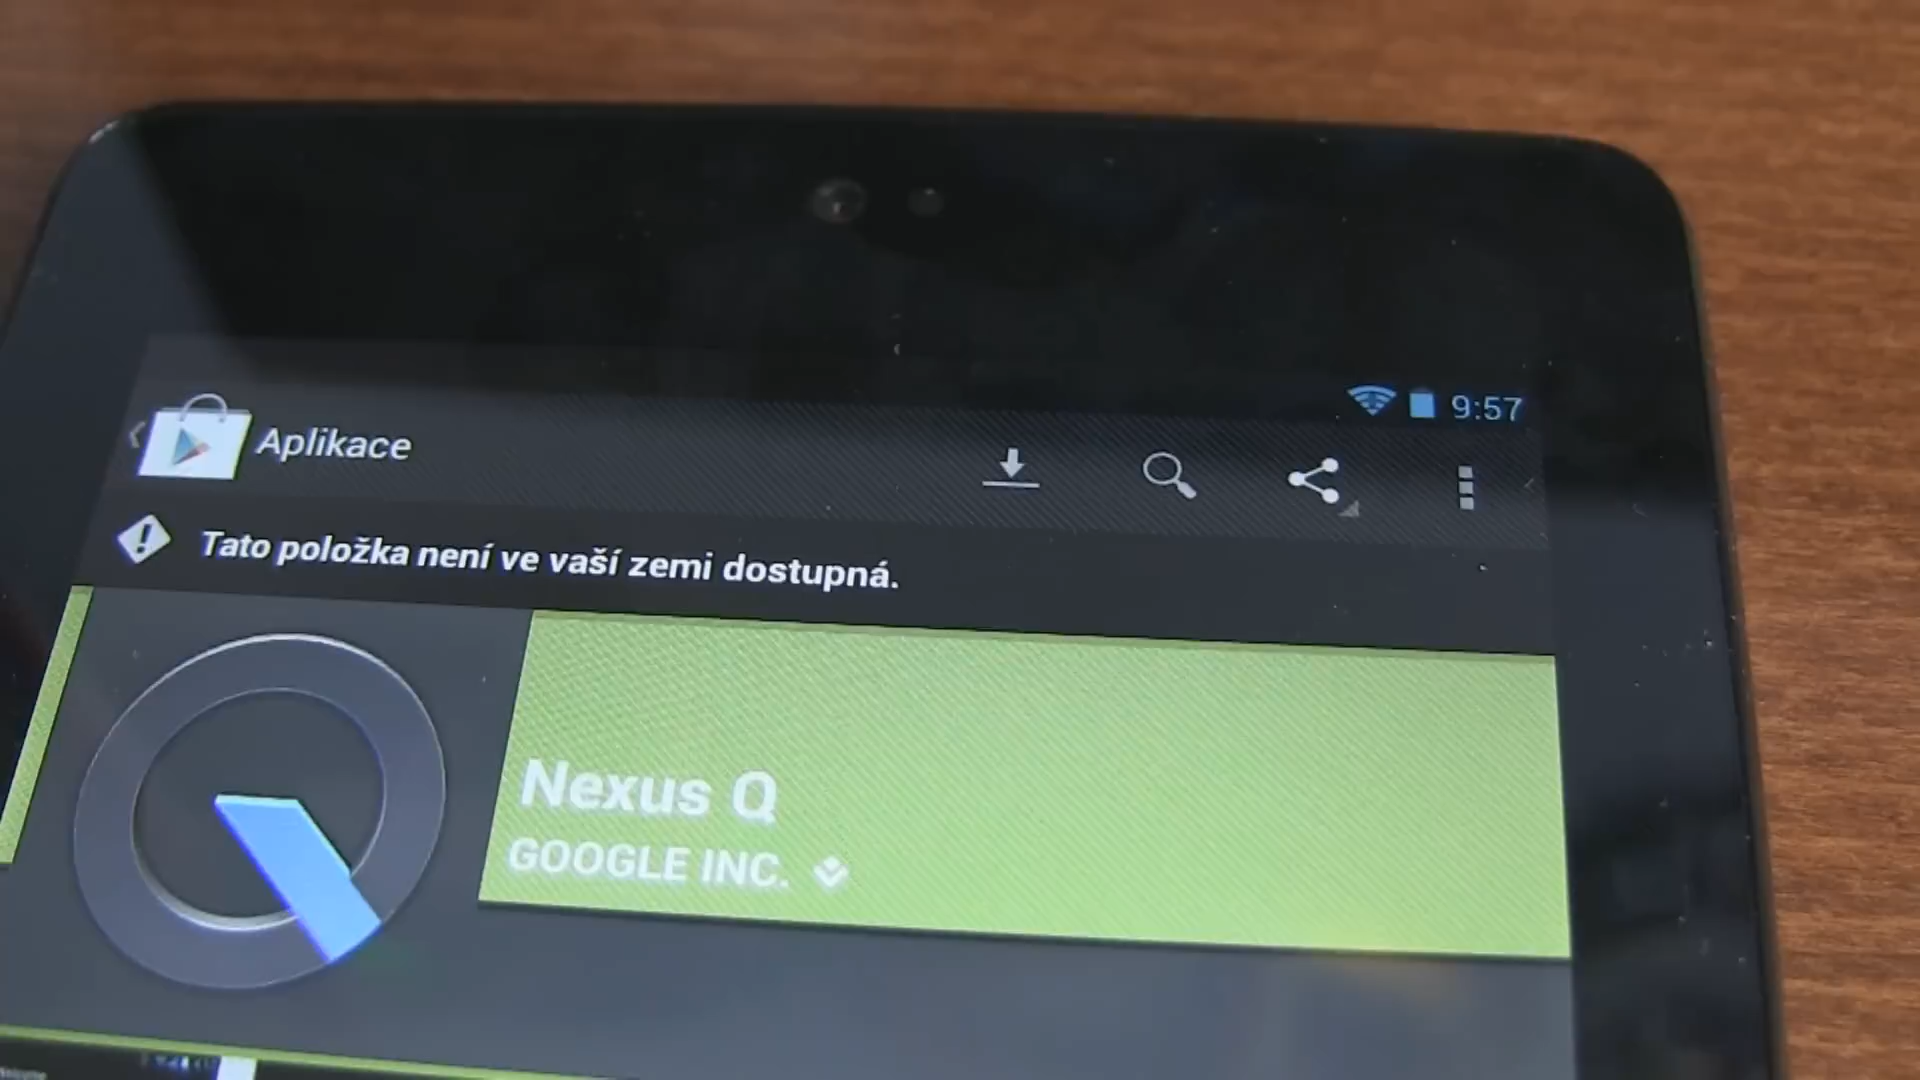 9:57
Aplikace
Tato položka není ve vaší zemi dostupná.
Nexus Q
GOOGLE INC.